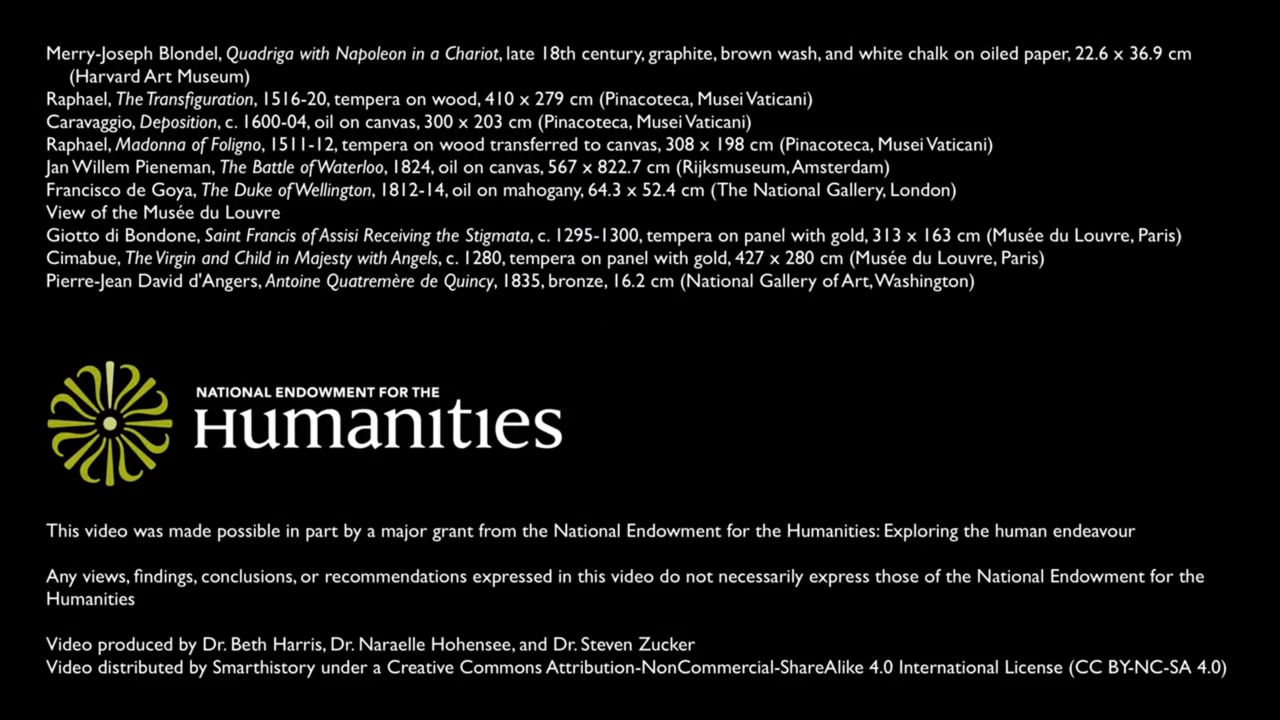 Merry-Joseph Blondel, Quadriga with Napoleon in a Chariot, late 18th century, graphite, brown wash, and white chalk on oiled paper, 22.6 x 36.9 cm
(Harvard Art Museum)
Raphael, The Transfiguration, 1516-20, tempera on wood, 410 x 279 cm (Pinacoteca, Musei Vaticani)
Caravaggio, Deposition, c. 1600-04, oil on canvas, 300 x 203 cm (Pinacoteca, Musei Vaticani)
Raphael, Madonna of Foligno, 1511-12, tempera on wood transferred to canvas, 308 x 198 cm (Pinacoteca, Musei Vaticani)
Jan Willem Pieneman, The Battle of Waterloo, 1824, oil on canvas, 567 x 822.7 cm (Rijksmuseum, Amsterdam)
Francisco de Goya, The Duke of Wellington, 1812-14, oil on mahogany, 64.3 x 52.4 cm (The National Gallery, London)
View of the Musée du Louvre
Giotto di Bondone, Saint Francis of Assisi Receiving the Stigmata, c. 1295-1300, tempera on panel with gold, 313 x 163 cm (Musée du Louvre, Paris)
Cimabue, The Virgin and Child in Majesty with Angels, c. 1280, tempera on panel with gold, 427 x 280 cm (Musée du Louvre, Paris)
Pierre-Jean David d'Angers, Antoine Quatremère de Quincy, 1835, bronze, 16.2 cm (National Gallery of Art, Washington)
NATIONAL ENDOWMENT FOR THE
Humanities
This video was made possible in part by a major grant from the National Endowment for the Humanities: Exploring the human endeavour
Any views, findings, conclusions, or recommendations expressed in this video do not necessarily express those of the National Endowment for the
Humanities
Video produced by Dr. Beth Harris, Dr. Naraelle Hohensee, and Dr. Steven Zucker
Video distributed by Smarthistory under a Creative Commons Attribution-NonCommercial-ShareAlike 4.0 International License (CC BY-NC-SA 4.0)